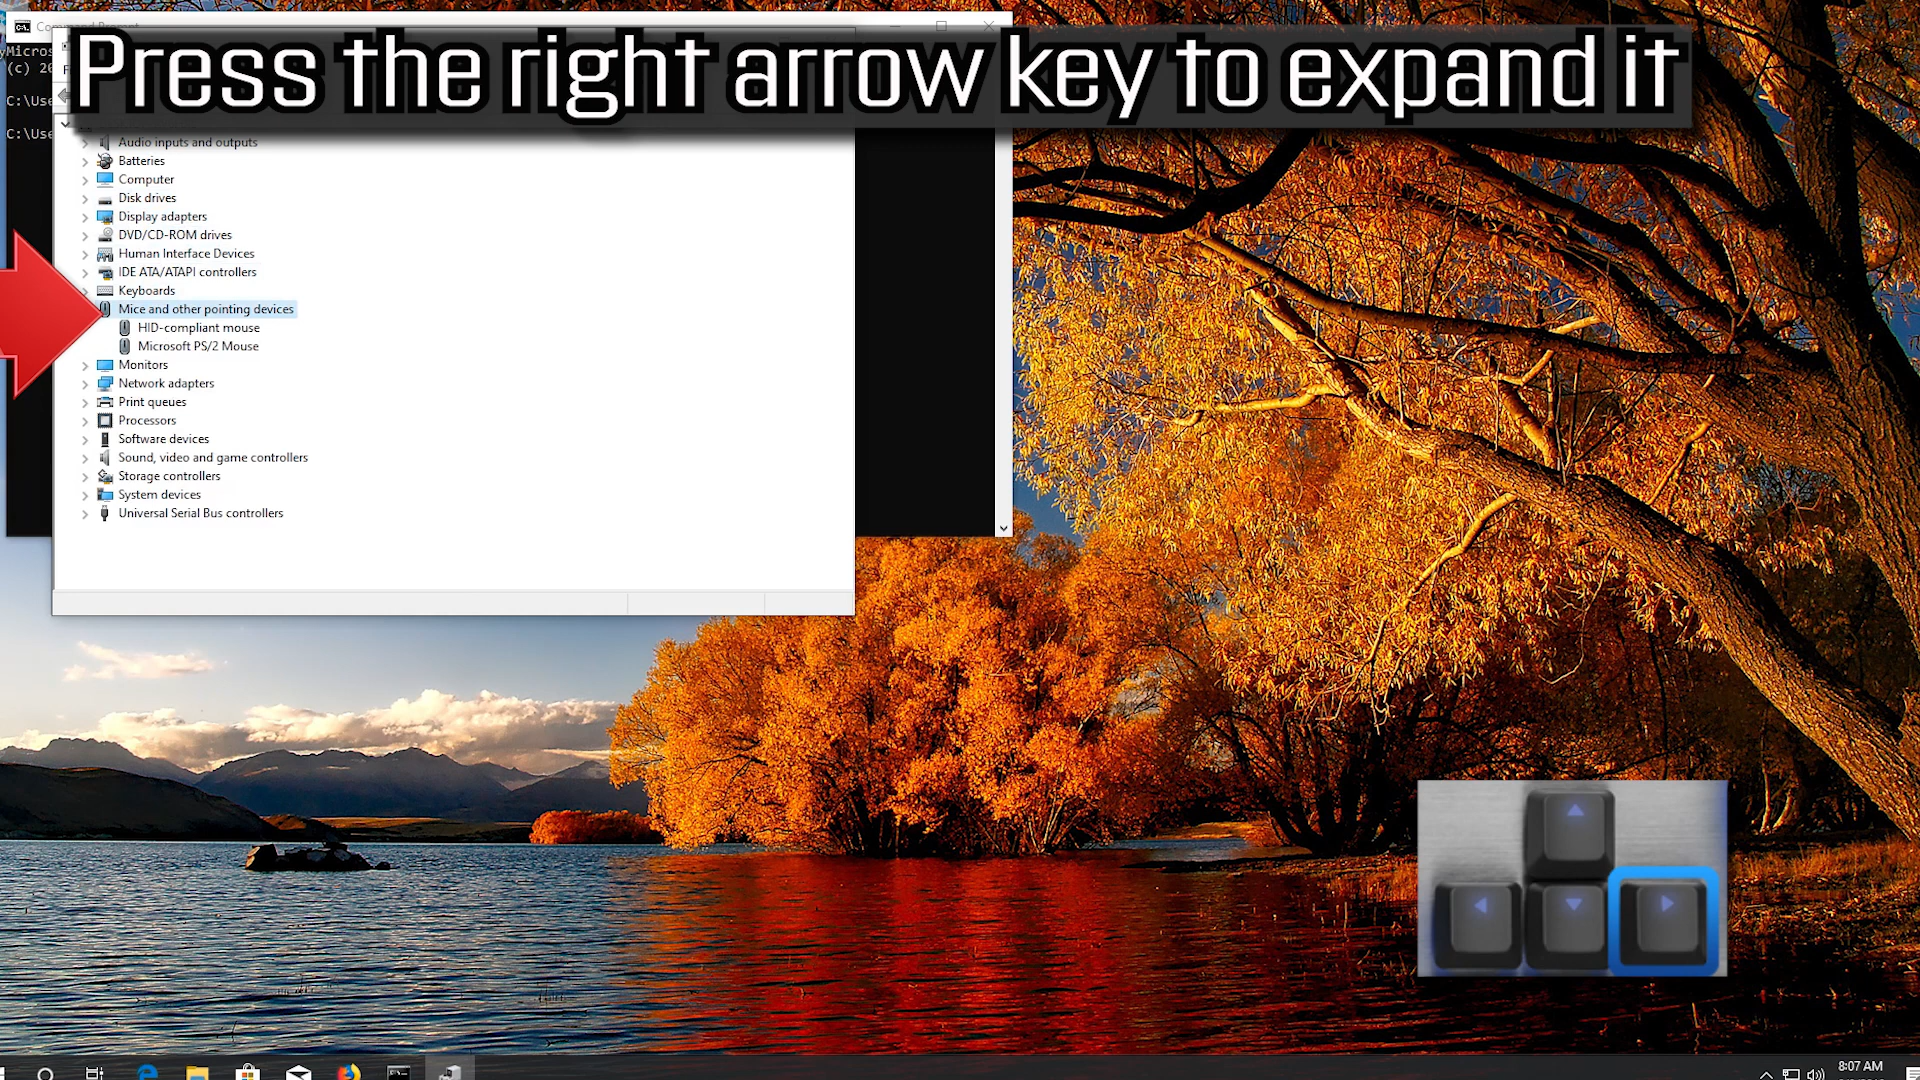 Press the right arrow key to expand it
Command Prompt
(c) 20
C:\Use
C:\Use
Audio inputs and outputs
Batteries
Computer
Disk drives
Display adapters
DVD/CD-ROM drives
Human Interface Devices
IDE ATA/ATAPI controllers
Keyboards
Mice and other pointing devices
HID-compliant mouse
Microsoft PS/2 Mouse
Monitors
Network adapters
Print queues
Processors
Software devices
Sound, video and game controllers
Storage controllers
System devices
Universal Serial Bus controllers
8:07 AM